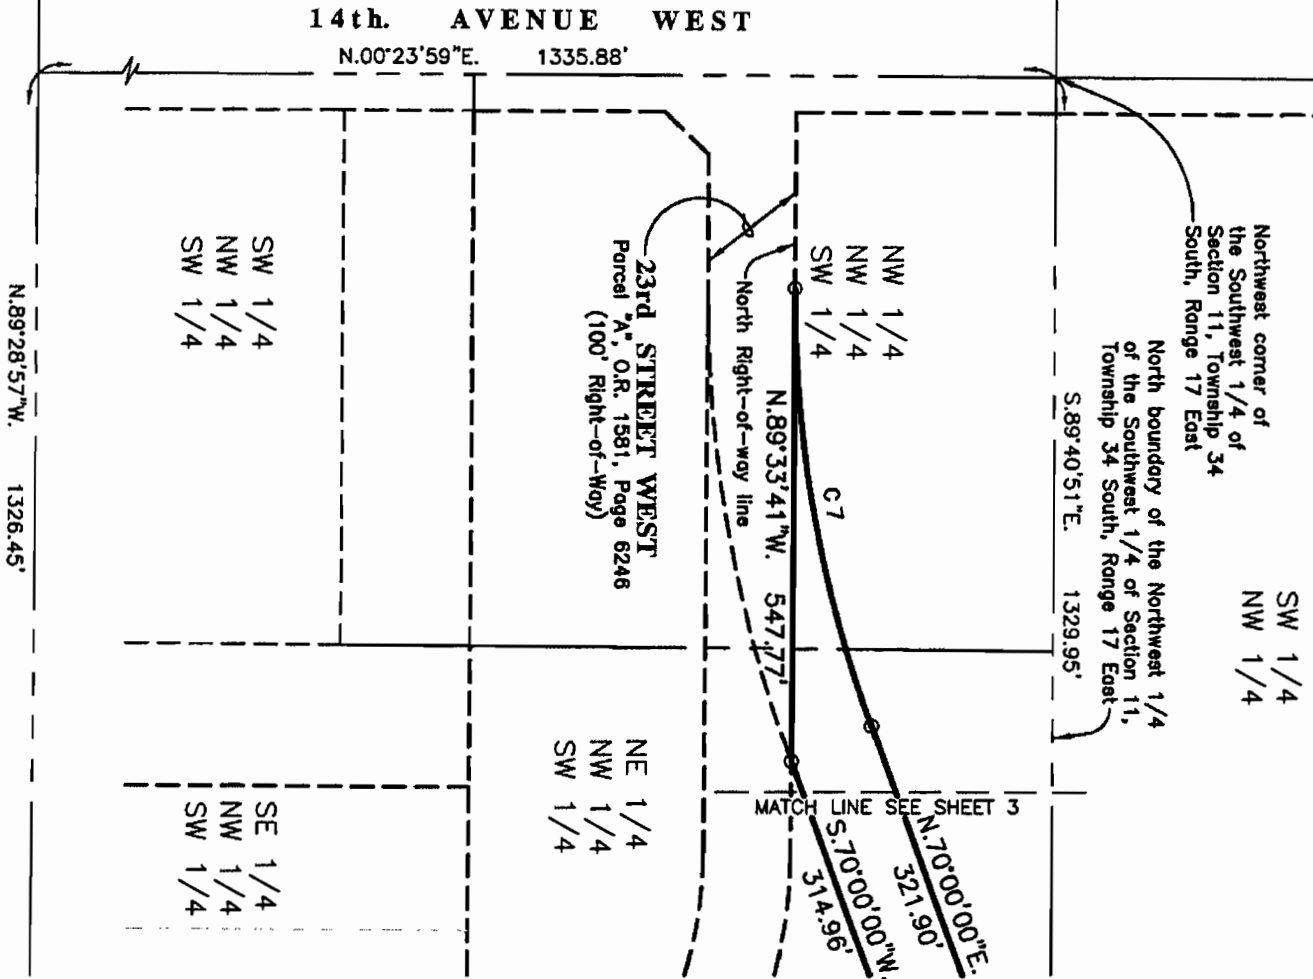 14th. AVENUE WEST
N.00°23'59"E. 1335.88'
Northwest corner of
the Southwest 1/4 of
Section 11, Township 34
South, Range 17 East
North boundary of the Northwest 1/4
of the Southwest 1/4 of Section 11,
Township 34 South, Range 17 East
S.89°40'51"E. 1329.95'
SW 1/4
NW 1/4
NW 1/4
NW 1/4
SW 1/4
North Right-of-way line
23rd STREET WEST
Parcel "A", O.R. 1581, Page 6246
(100' Right-of-Way)
C7
N.89°33'41"W. 547.77'
SW 1/4
NW 1/4
SW 1/4
N.89°28'57"W. 1326.45'
NE 1/4
NW 1/4
SW 1/4
SE 1/4
NW 1/4
SW 1/4
MATCH LINE SEE SHEET 3
N.70°00'00"E.
321.90'
S.70°00'00"W.
314.96'